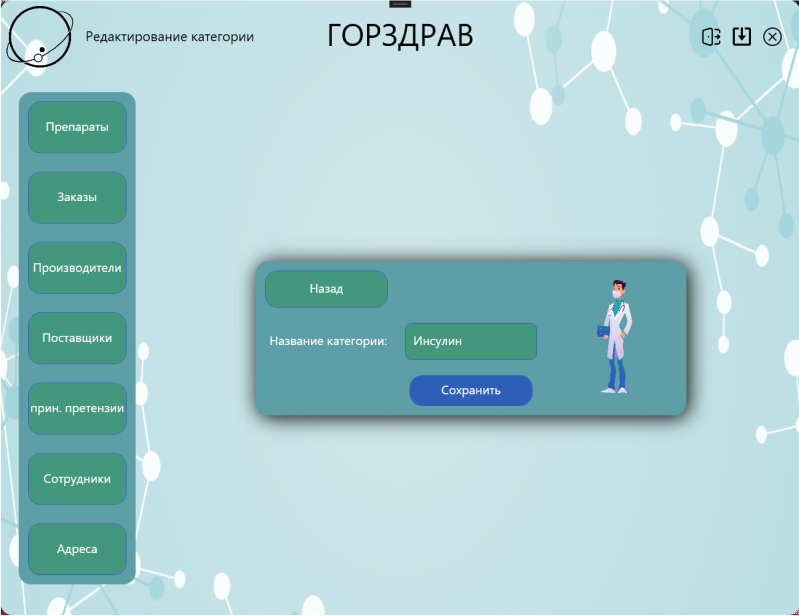 Редактирование категории
ГОРЗДРАВ
Препараты
Заказы
Производители
Поставщики
прин. претензии
Сотрудники
Адреса
Назад
Название категории:
Инсулин
Сохранить